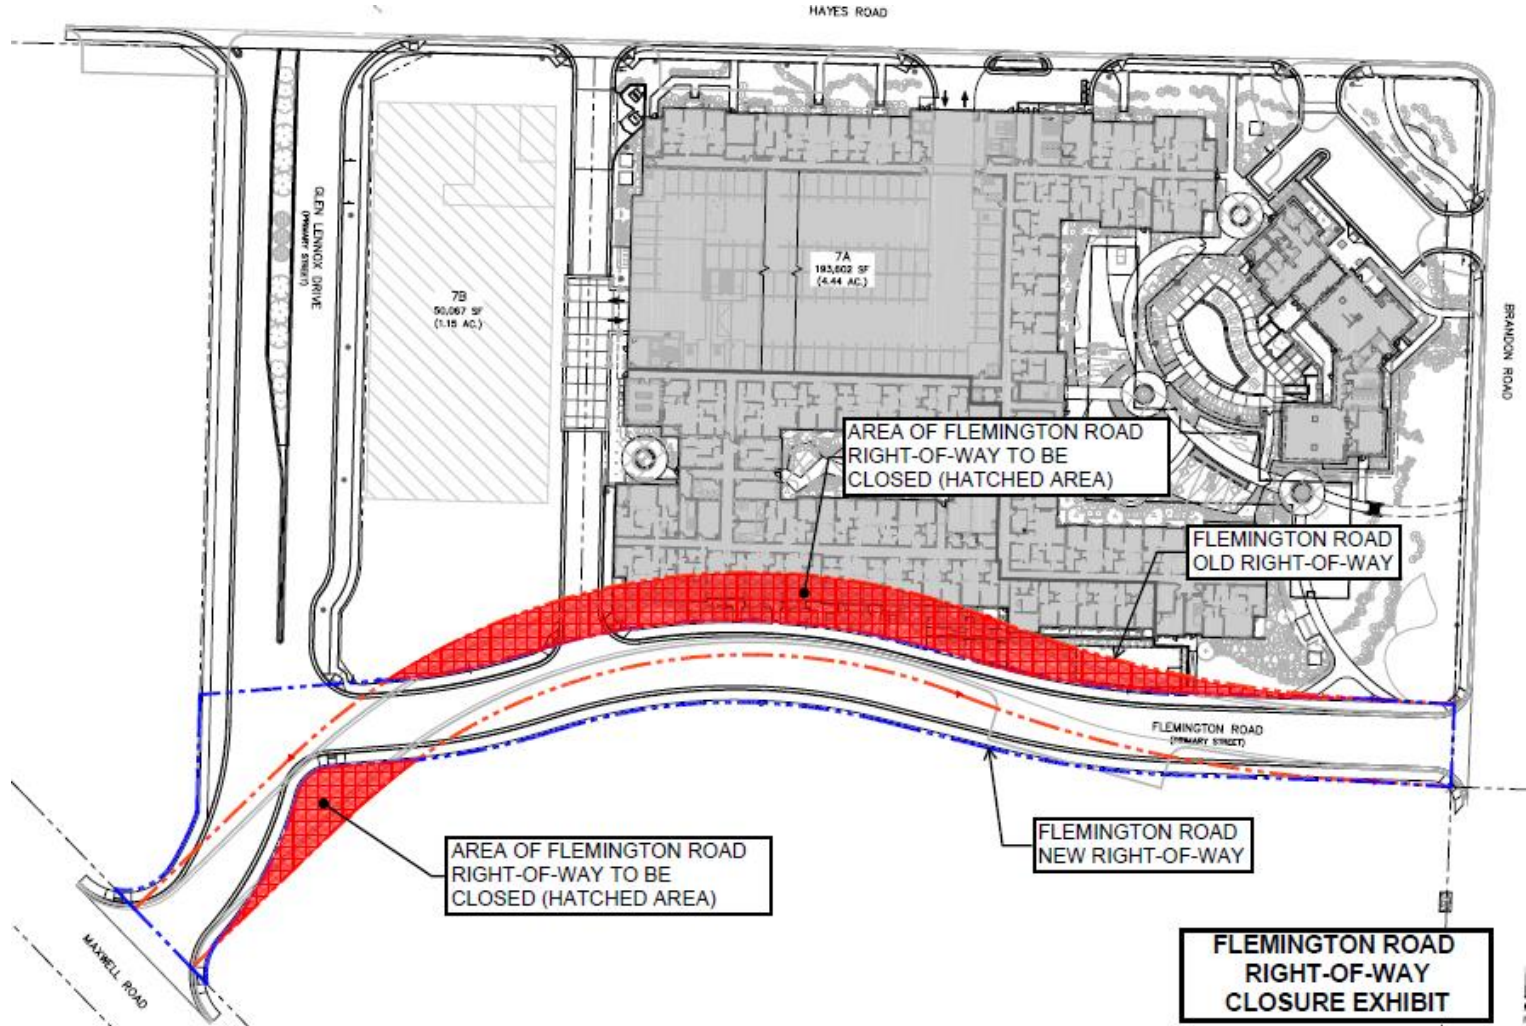 HAYES ROAD
GLEN LENNOX DRIVE
(PRIMARY STREET)
7B
50,067 SF
(1.15 AC.)
7A
193,602 SF
(4.44 AC.)
BRANDON ROAD
AREA OF FLEMINGTON ROAD
RIGHT-OF-WAY TO BE
CLOSED (HATCHED AREA)
FLEMINGTON ROAD
OLD RIGHT-OF-WAY
FLEMINGTON ROAD
(PRIMARY STREET)
FLEMINGTON ROAD
NEW RIGHT-OF-WAY
AREA OF FLEMINGTON ROAD
RIGHT-OF-WAY TO BE
CLOSED (HATCHED AREA)
MAXWELL ROAD
FLEMINGTON ROAD
RIGHT-OF-WAY
CLOSURE EXHIBIT